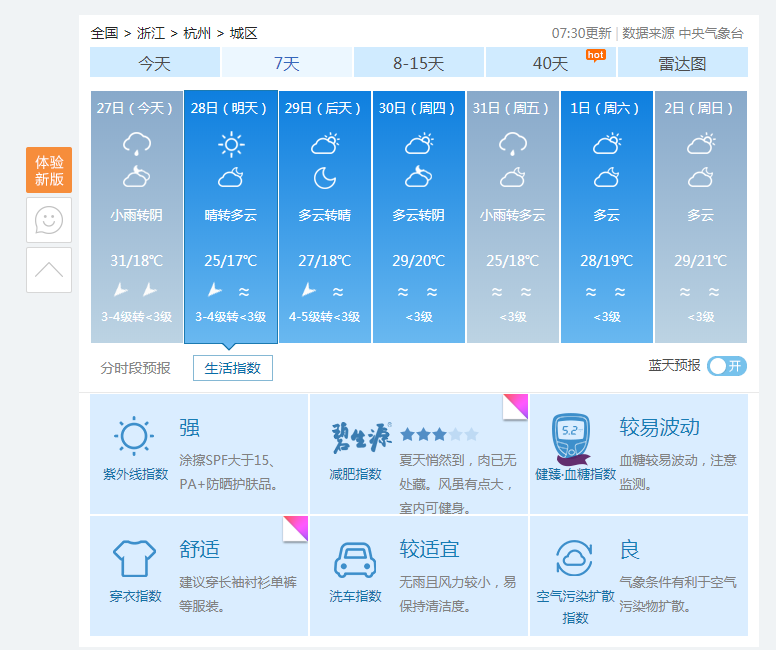 全国 > 浙江 > 杭州 > 城区
07:30更新 | 数据来源 中央气象台
今天
7天
8-15天
40天
hot
雷达图
27日（今天）
28日（明天）
29日（后天）
30日（周四）
31日（周五）
1日（周六）
2日（周日）
体验
新版
小雨转阴
晴转多云
多云转晴
多云转阴
小雨转多云
多云
多云
31/18℃
25/17℃
27/18℃
29/20℃
25/18℃
28/19℃
29/21℃
3-4级转<3级
3-4级转<3级
4-5级转<3级
<3级
<3级
<3级
<3级
分时段预报
生活指数
蓝天预报
开
强
紫外线指数
涂擦SPF大于15、
PA+防晒护肤品。
碧生源®
减肥指数
夏天悄然到，肉已无
处藏。风虽有点大，
室内可健身。
5.2
健臻·血糖指数
较易波动
血糖较易波动，注意
监测。
舒适
穿衣指数
建议穿长袖衬衫单裤
等服装。
较适宜
洗车指数
无雨且风力较小，易
保持清洁度。
良
空气污染扩散
指数
气象条件有利于空气
污染物扩散。